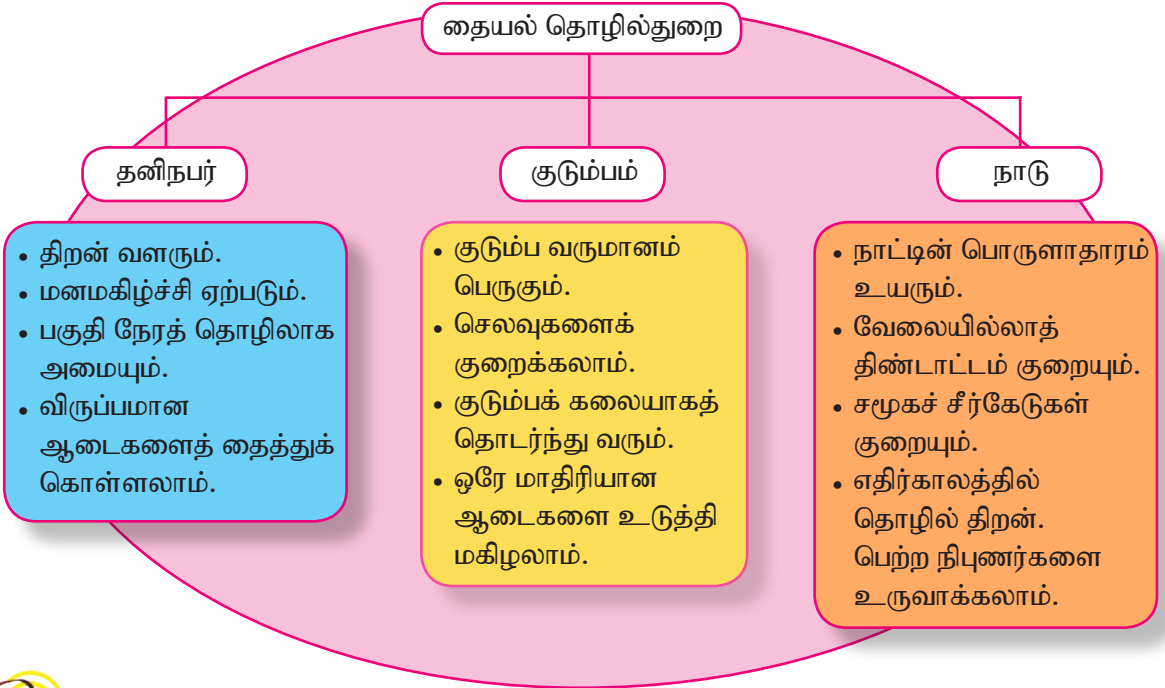 தையல் தொழில்துறை
தனிநபர்
• திறன் வளரும்.
• மனமகிழ்ச்சி ஏற்படும்.
• பகுதி நேரத் தொழிலாக
அமையும்.
• விருப்பமான
ஆடைகளைத் தைத்துக்
கொள்ளலாம்.
குடும்பம்
• குடும்ப வருமானம்
பெருகும்.
• செலவுகளைக்
குறைக்கலாம்.
• குடும்பக் கலையாகத்
தொடர்ந்து வரும்.
• ஒரே மாதிரியான
ஆடைகளை உடுத்தி
மகிழலாம்.
நாடு
• நாட்டின் பொருளாதாரம்
உயரும்.
• வேலையில்லாத்
திண்டாட்டம் குறையும்.
• சமூகச் சீர்கேடுகள்
குறையும்.
• எதிர்காலத்தில்
தொழில் திறன்.
பெற்ற நிபுணர்களை
உருவாக்கலாம்.